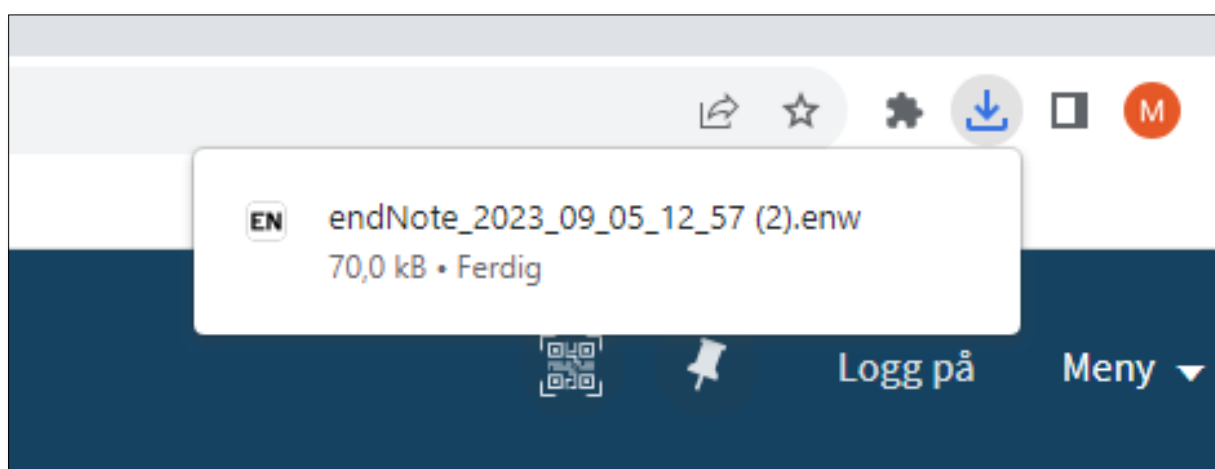 M
EN endNote_2023_09_05_12_57 (2).enw
70,0 kB • Ferdig
Logg på Meny